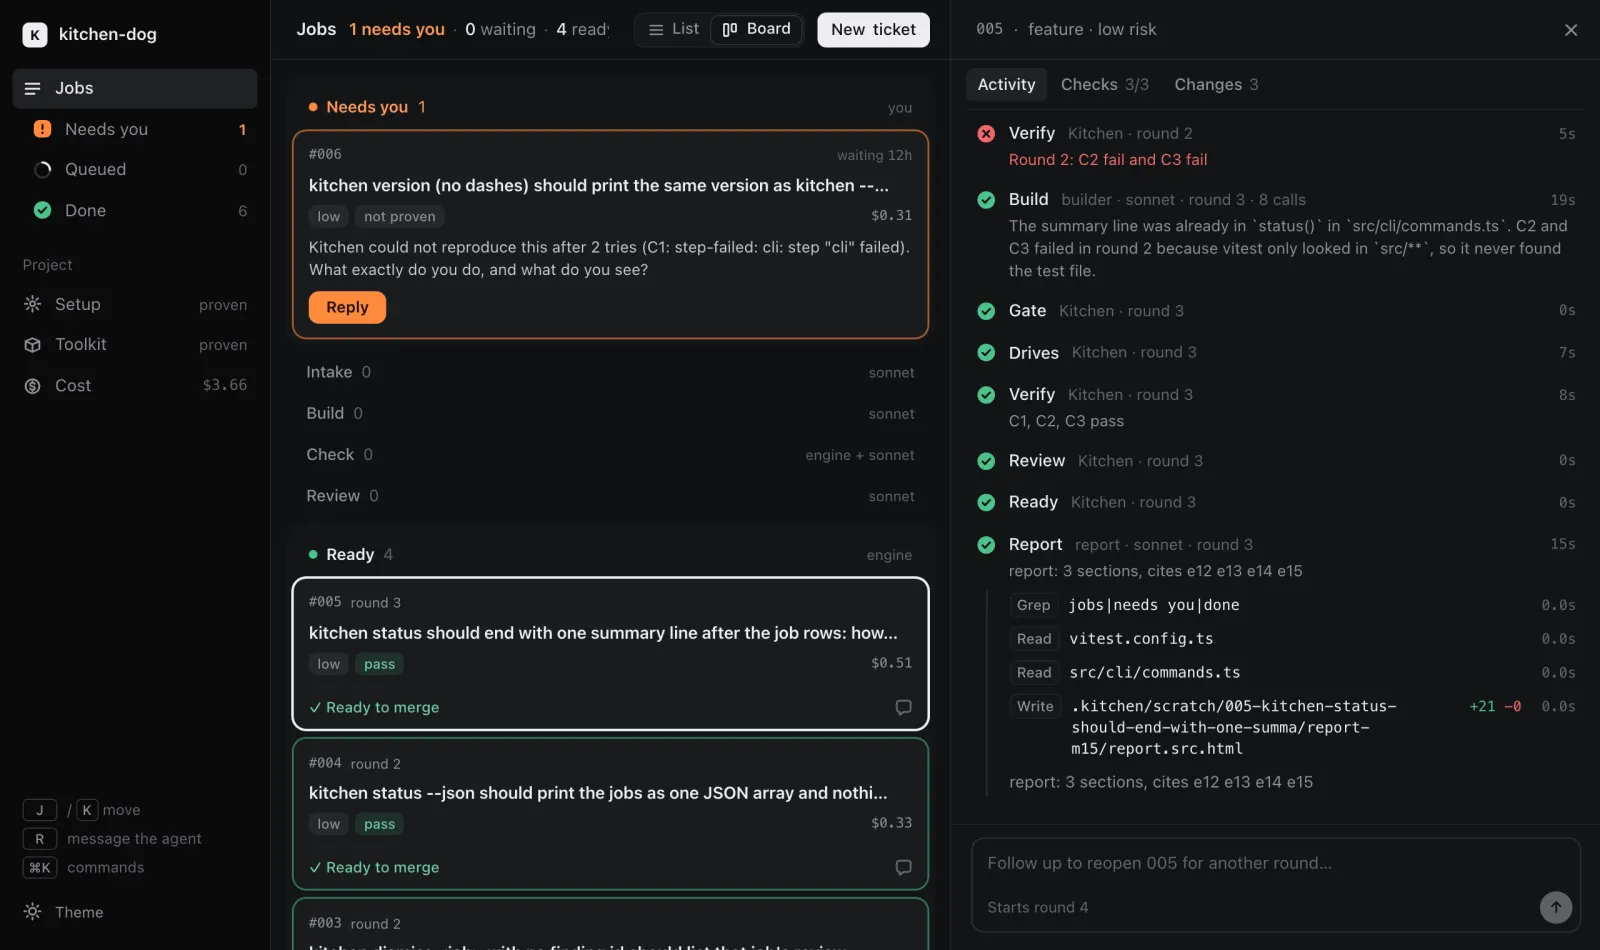 K kitchen-dog
Jobs
Needs you 1
Queued 0
Done 6
Project
Setup proven
Toolkit proven
Cost $3.66
J / K move
R message the agent
⌘K commands
Theme
Jobs 1 needs you · 0 waiting · 4 ready
List Board New ticket
Needs you 1 you
#006 waiting 12h
kitchen version (no dashes) should print the same version as kitchen --...
low not proven $0.31
Kitchen could not reproduce this after 2 tries (C1: step-failed: cli: step "cli" failed).
What exactly do you do, and what do you see?
Reply
Intake 0 sonnet
Build 0 sonnet
Check 0 engine + sonnet
Review 0 sonnet
Ready 4 engine
#005 round 3
kitchen status should end with one summary line after the job rows: how...
low pass $0.51
✓ Ready to merge
#004 round 2
kitchen status --json should print the jobs as one JSON array and nothi...
low pass $0.33
✓ Ready to merge
#003 round 2
005 · feature · low risk
Activity Checks 3/3 Changes 3
Verify Kitchen · round 2 5s
Round 2: C2 fail and C3 fail
Build builder · sonnet · round 3 · 8 calls 19s
The summary line was already in `status()` in `src/cli/commands.ts`. C2 and
C3 failed in round 2 because vitest only looked in `src/**`, so it never found
the test file.
Gate Kitchen · round 3 0s
Drives Kitchen · round 3 7s
Verify Kitchen · round 3 8s
C1, C2, C3 pass
Review Kitchen · round 3 0s
Ready Kitchen · round 3 0s
Report report · sonnet · round 3 15s
report: 3 sections, cites e12 e13 e14 e15
Grep jobs|needs you|done 0.0s
Read vitest.config.ts 0.0s
Read src/cli/commands.ts 0.0s
Write .kitchen/scratch/005-kitchen-status- +21 -0 0.0s
should-end-with-one-summa/report-
m15/report.src.html
report: 3 sections, cites e12 e13 e14 e15
Follow up to reopen 005 for another round...
Starts round 4